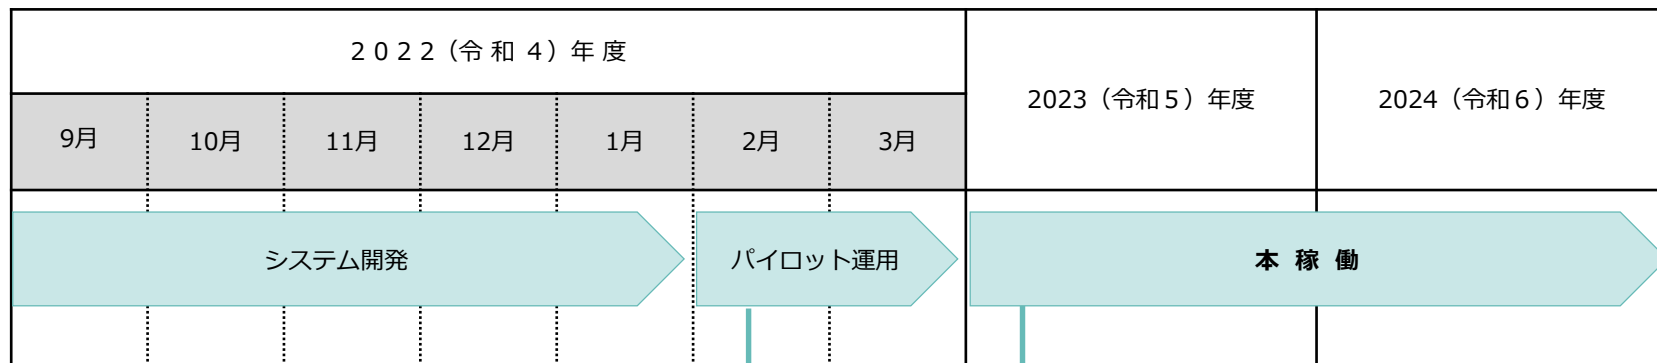 ２０２２（令和４）年度
2023（令和５）年度
2024（令和６）年度
9月
10月
11月
12月
1月
2月
3月
システム開発
パイロット運用
本稼働